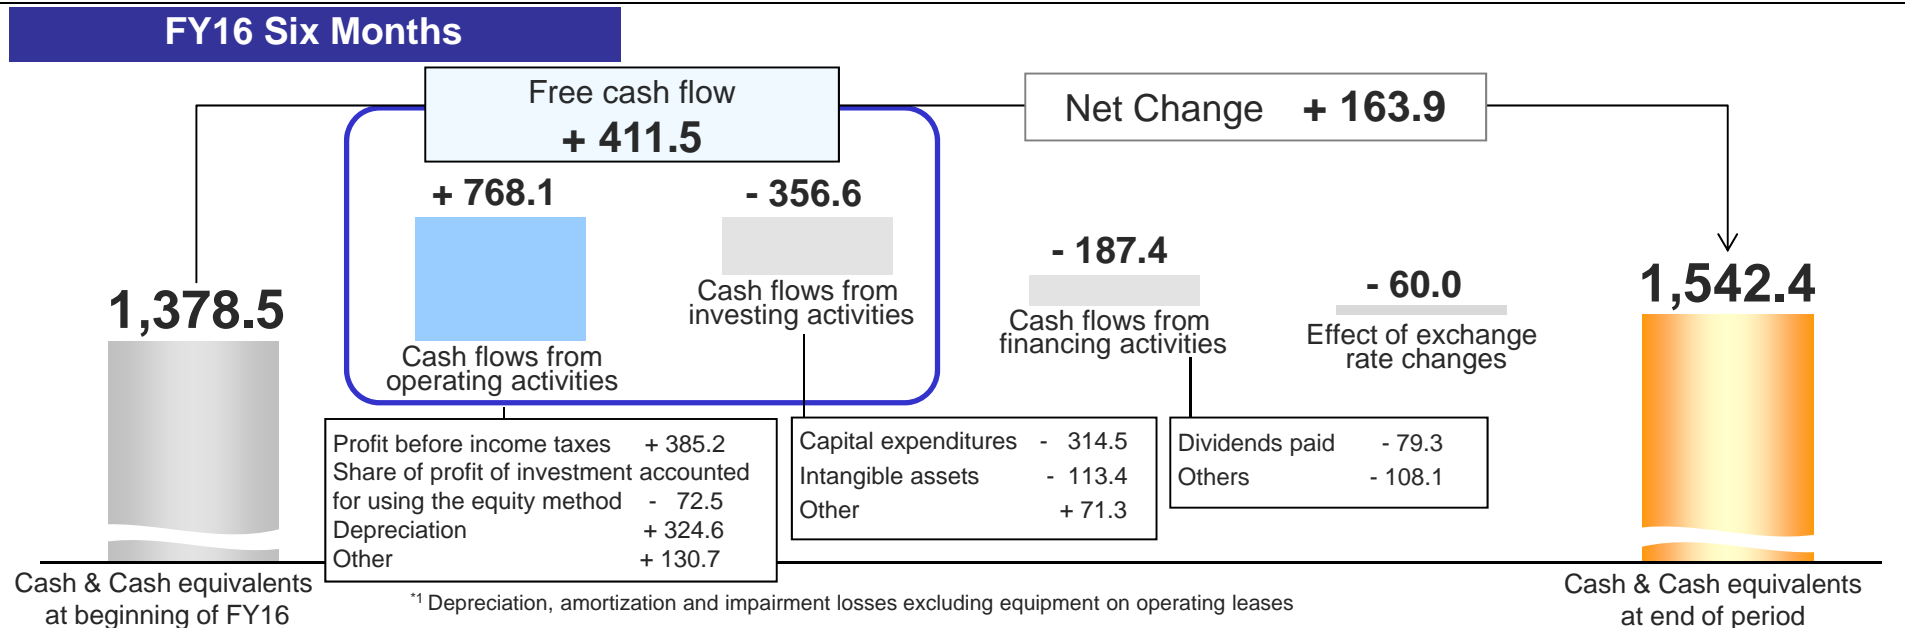 FY16 Six Months
Free cash flow
+ 411.5
Net Change + 163.9
+ 768.1
- 356.6
- 187.4
- 60.0
1,378.5
1,542.4
Cash flows from
operating activities
Cash flows from
investing activities
Cash flows from
financing activities
Effect of exchange
rate changes
Profit before income taxes + 385.2
Share of profit of investment accounted
for using the equity method - 72.5
Depreciation + 324.6
Other + 130.7
Capital expenditures - 314.5
Intangible assets - 113.4
Other + 71.3
Dividends paid - 79.3
Others - 108.1
Cash & Cash equivalents
at beginning of FY16
*1 Depreciation, amortization and impairment losses excluding equipment on operating leases
Cash & Cash equivalents
at end of period